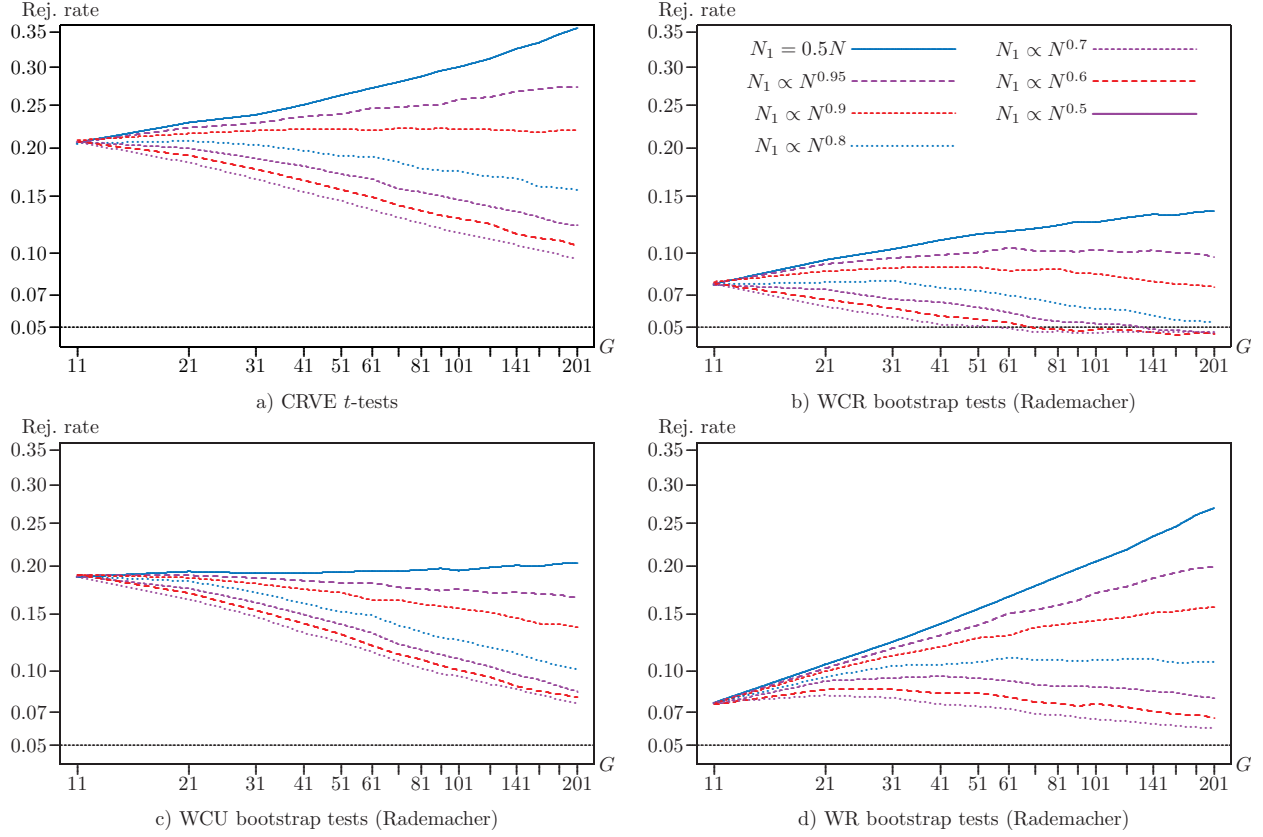 Rej. rate
0.35
0.30
0.25
0.20
0.15
0.10
0.07
0.05
11 21 31 41 51 61 81 101 141 201 G
a) CRVE t-tests
Rej. rate
0.35
0.30
0.25
0.20
0.15
0.10
0.07
0.05
N₁ = 0.5N
N₁ ∝ N^0.95
N₁ ∝ N^0.9
N₁ ∝ N^0.8
N₁ ∝ N^0.7
N₁ ∝ N^0.6
N₁ ∝ N^0.5
11 21 31 41 51 61 81 101 141 201 G
b) WCR bootstrap tests (Rademacher)
Rej. rate
0.35
0.30
0.25
0.20
0.15
0.10
0.07
0.05
11 21 31 41 51 61 81 101 141 201 G
c) WCU bootstrap tests (Rademacher)
Rej. rate
0.35
0.30
0.25
0.20
0.15
0.10
0.07
0.05
11 21 31 41 51 61 81 101 141 201 G
d) WR bootstrap tests (Rademacher)